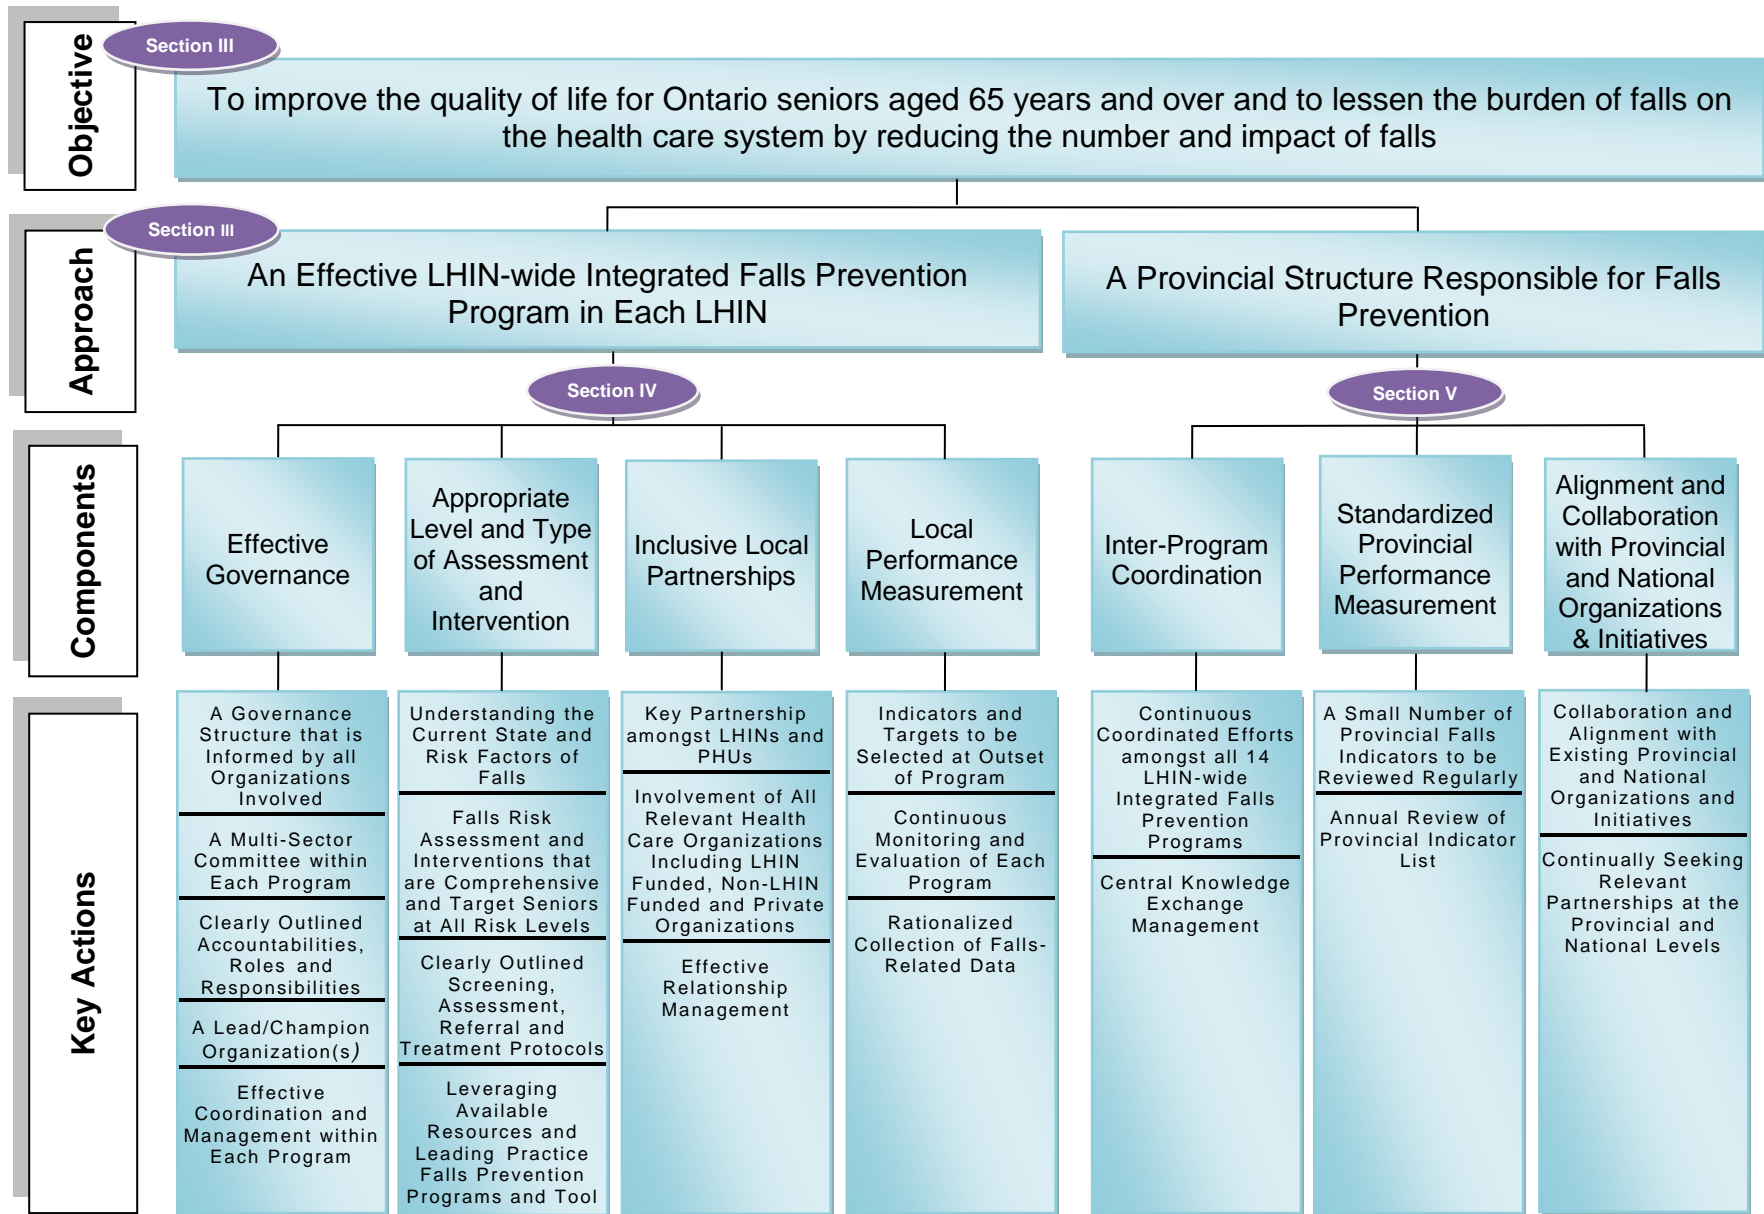 Objective
Section III
To improve the quality of life for Ontario seniors aged 65 years and over and to lessen the burden of falls on
the health care system by reducing the number and impact of falls
Approach
Section III
An Effective LHIN-wide Integrated Falls Prevention
Program in Each LHIN
A Provincial Structure Responsible for Falls
Prevention
Section IV
Section V
Components
Effective
Governance
Appropriate
Level and Type
of Assessment
and
Intervention
Inclusive Local
Partnerships
Local
Performance
Measurement
Inter-Program
Coordination
Standardized
Provincial
Performance
Measurement
Alignment and
Collaboration
with Provincial
and National
Organizations
& Initiatives
Key Actions
A Governance
Structure that is
Informed by all
Organizations
Involved
A Multi-Sector
Committee within
Each Program
Clearly Outlined
Accountabilities,
Roles and
Responsibilities
A Lead/Champion
Organization(s)
Effective
Coordination and
Management within
Each Program
Understanding the
Current State and
Risk Factors of
Falls
Falls Risk
Assessment and
Interventions that
are Comprehensive
and Target Seniors
at All Risk Levels
Clearly Outlined
Screening,
Assessment,
Referral and
Treatment Protocols
Leveraging
Available
Resources and
Leading Practice
Falls Prevention
Programs and Tool
Key Partnership
amongst LHINs and
PHUs
Involvement of All
Relevant Health
Care Organizations
Including LHIN
Funded, Non-LHIN
Funded and Private
Organizations
Effective
Relationship
Management
Indicators and
Targets to be
Selected at Outset
of Program
Continuous
Monitoring and
Evaluation of Each
Program
Rationalized
Collection of Falls-
Related Data
Continuous
Coordinated Efforts
amongst all 14
LHIN-wide
Integrated Falls
Prevention
Programs
Central Knowledge
Exchange
Management
A Small Number of
Provincial Falls
Indicators to be
Reviewed Regularly
Annual Review of
Provincial Indicator
List
Collaboration and
Alignment with
Existing Provincial
and National
Organizations and
Initiatives
Continually Seeking
Relevant
Partnerships at the
Provincial and
National Levels